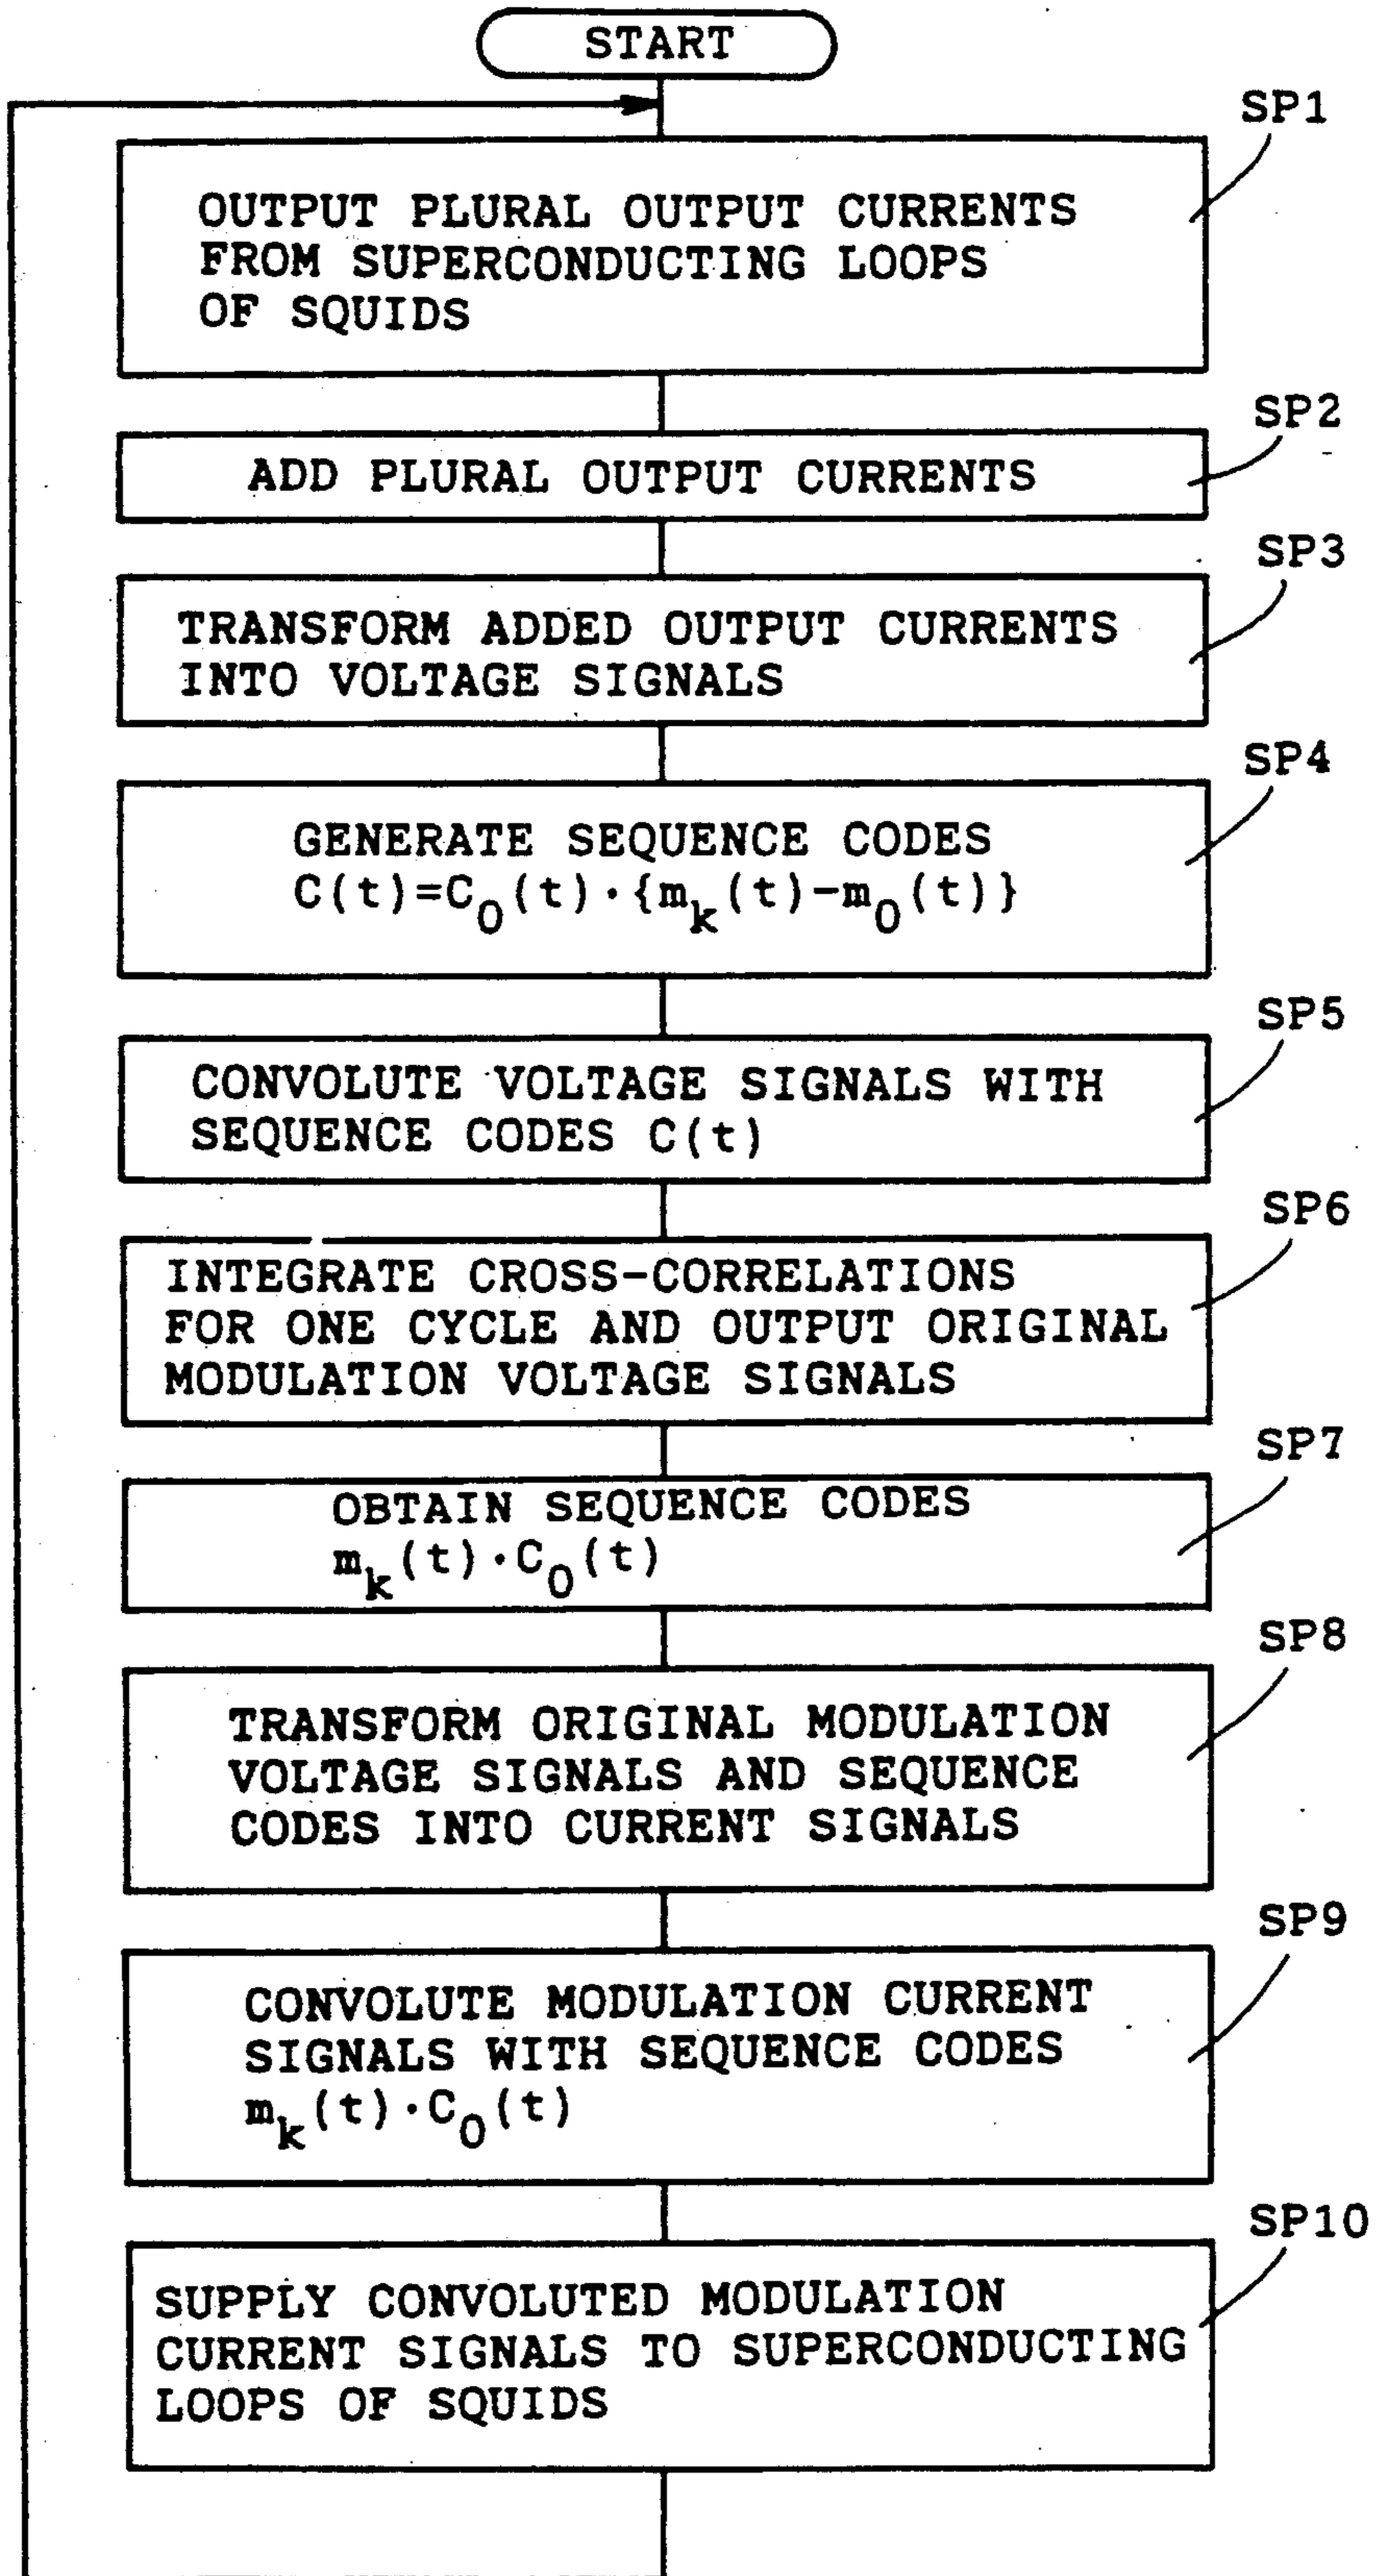 START
SP1
OUTPUT PLURAL OUTPUT CURRENTS
FROM SUPERCONDUCTING LOOPS
OF SQUIDS
SP2
ADD PLURAL OUTPUT CURRENTS
SP3
TRANSFORM ADDED OUTPUT CURRENTS
INTO VOLTAGE SIGNALS
SP4
GENERATE SEQUENCE CODES
C(t)=C₀(t)·{mₖ(t)-m₀(t)}
SP5
CONVOLUTE VOLTAGE SIGNALS WITH
SEQUENCE CODES C(t)
SP6
INTEGRATE CROSS-CORRELATIONS
FOR ONE CYCLE AND OUTPUT ORIGINAL
MODULATION VOLTAGE SIGNALS
SP7
OBTAIN SEQUENCE CODES
mₖ(t)·C₀(t)
SP8
TRANSFORM ORIGINAL MODULATION
VOLTAGE SIGNALS AND SEQUENCE
CODES INTO CURRENT SIGNALS
SP9
CONVOLUTE MODULATION CURRENT
SIGNALS WITH SEQUENCE CODES
mₖ(t)·C₀(t)
SP10
SUPPLY CONVOLUTED MODULATION
CURRENT SIGNALS TO SUPERCONDUCTING
LOOPS OF SQUIDS